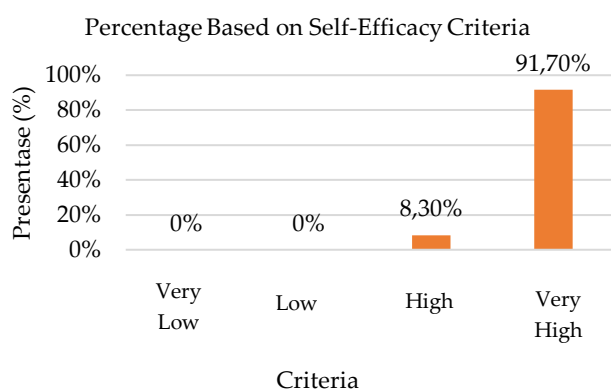 Percentage Based on Self-Efficacy Criteria
Presentase (%)
100%
80%
60%
40%
20%
0%
0%
0%
8,30%
91,70%
Very
Low
Low
High
Very
High
Criteria